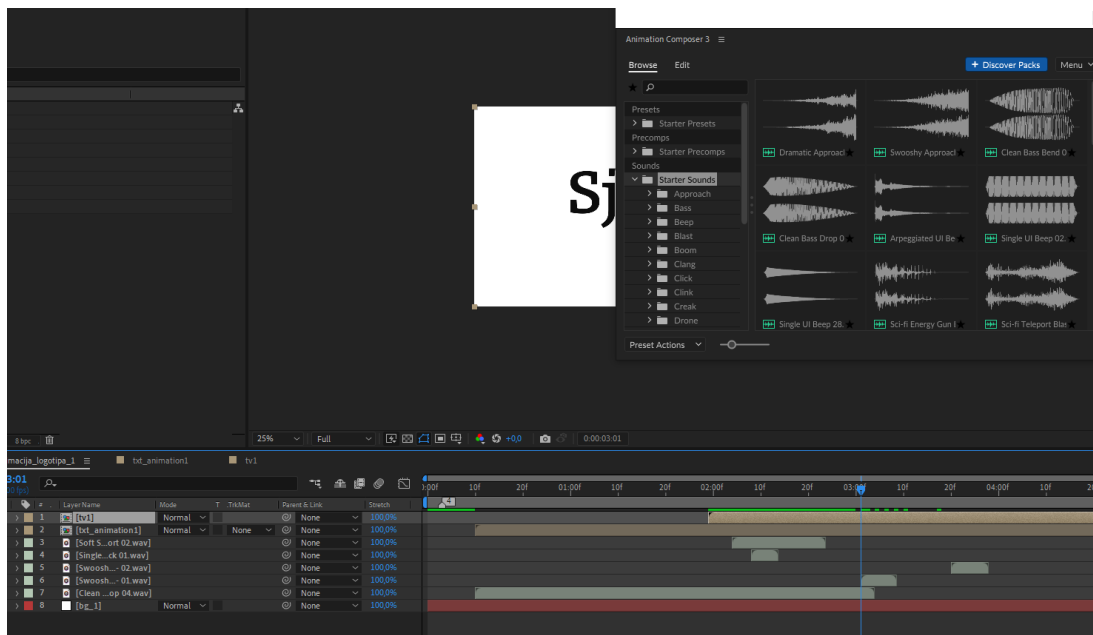 Animation Composer 3
Browse Edit
+ Discover Packs Menu
Presets
Starter Presets
Precomps
Starter Precomps
Sounds
Starter Sounds
Approach
Bass
Beep
Blast
Boom
Clang
Click
Clink
Creak
Drone
Dramatic Approac Swooshy Approac Clean Bass Bend 0
Clean Bass Drop 0 Arpeggiated UI Be Single UI Beep 02.
Single UI Beep 28. Sci-fi Energy Gun Sci-fi Teleport Blas
Preset Actions
Sj
8 bpc
25% Full +0,0 0:00:03:01
macija_logotipa_1 txt_animation1 tv1
3:01
# Layer Name Mode T .TrkMat Parent & Link Stretch
:00f 10f 20f 01:00f 10f 20f 02:00f 10f 20f 03:00f 10f 20f 04:00f 10f 2
4
1 [tv1] Normal None 100,0%
2 [txt_animation1] Normal None None 100,0%
3 [Soft S...ort 02.wav] None 100,0%
4 [Single...ck 01.wav] None 100,0%
5 [Swoosh...- 02.wav] None 100,0%
6 [Swoosh...- 01.wav] None 100,0%
7 [Clean ...op 04.wav] None 100,0%
8 [bg_1] Normal None 100,0%